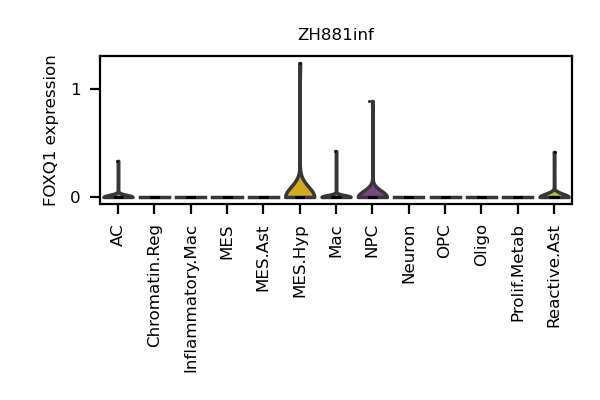 ZH881inf
FOXQ1 expression
1
0
AC
Chromatin.Reg
Inflammatory.Mac
MES
MES.Ast
MES.Hyp
Mac
NPC
Neuron
OPC
Oligo
Prolif.Metab
Reactive.Ast